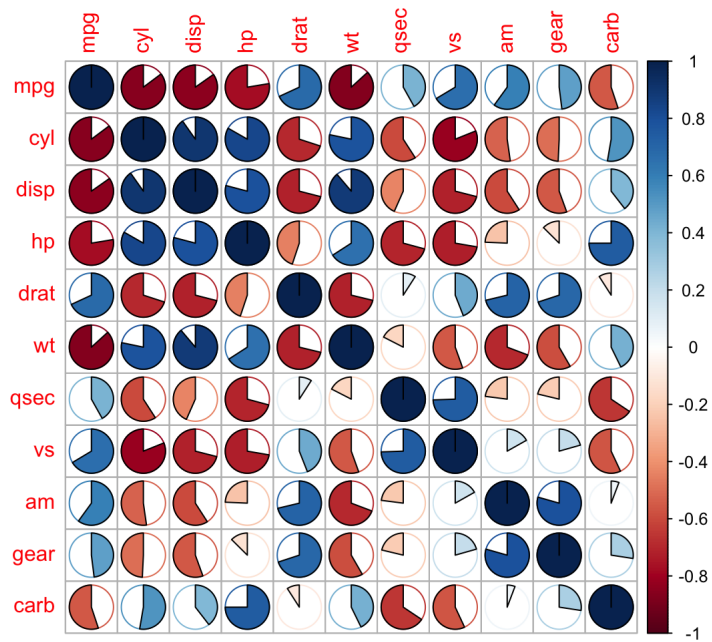 mpg cyl disp hp drat wt qsec vs am gear carb
mpg
cyl
disp
hp
drat
wt
qsec
vs
am
gear
carb
1
0.8
0.6
0.4
0.2
0
-0.2
-0.4
-0.6
-0.8
-1